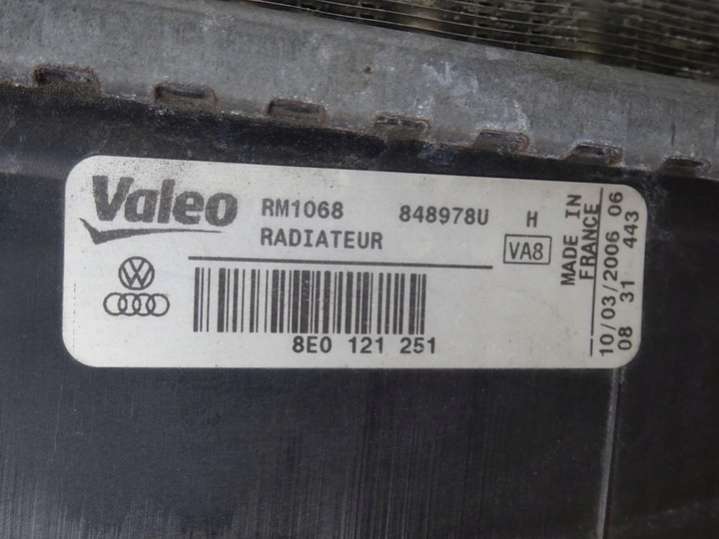 Valeo RM1068 848978U H
RADIATEUR
VA8
8E0 121 251
MADE IN
FRANCE
10/03/2006 06
08 31 443